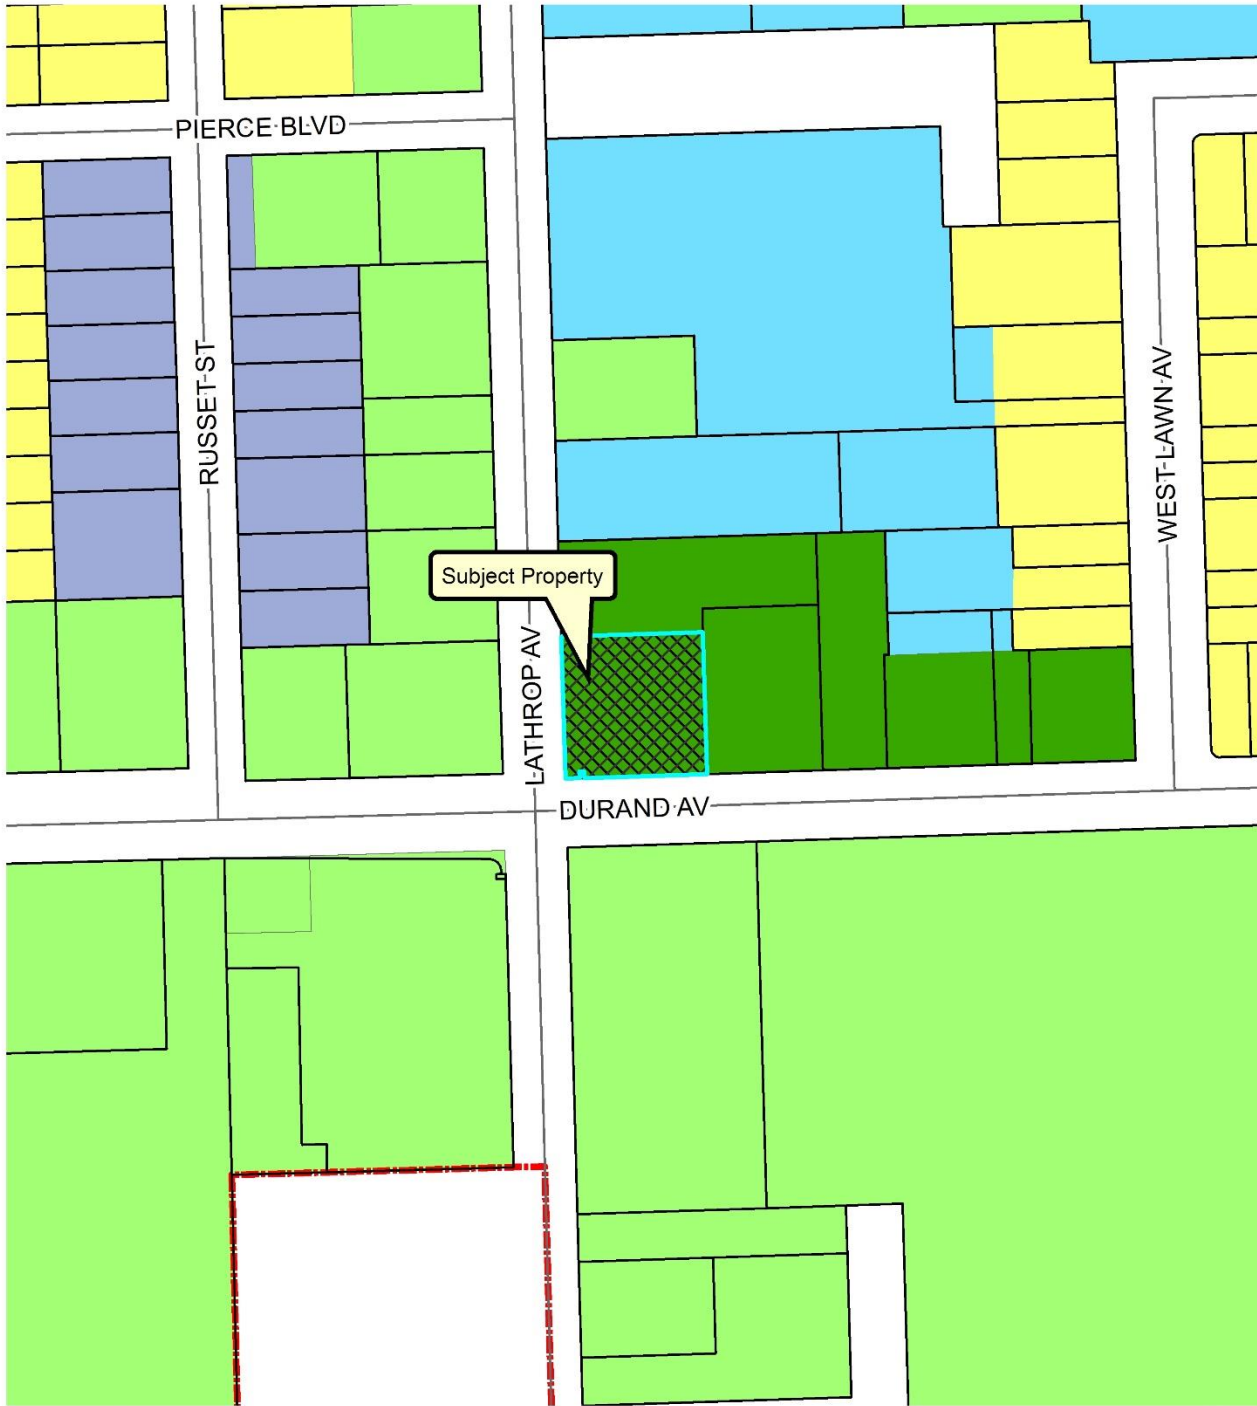 PIERCE BLVD
RUSSET ST
WEST LAWN AV
Subject Property
LATHROP AV
DURAND AV